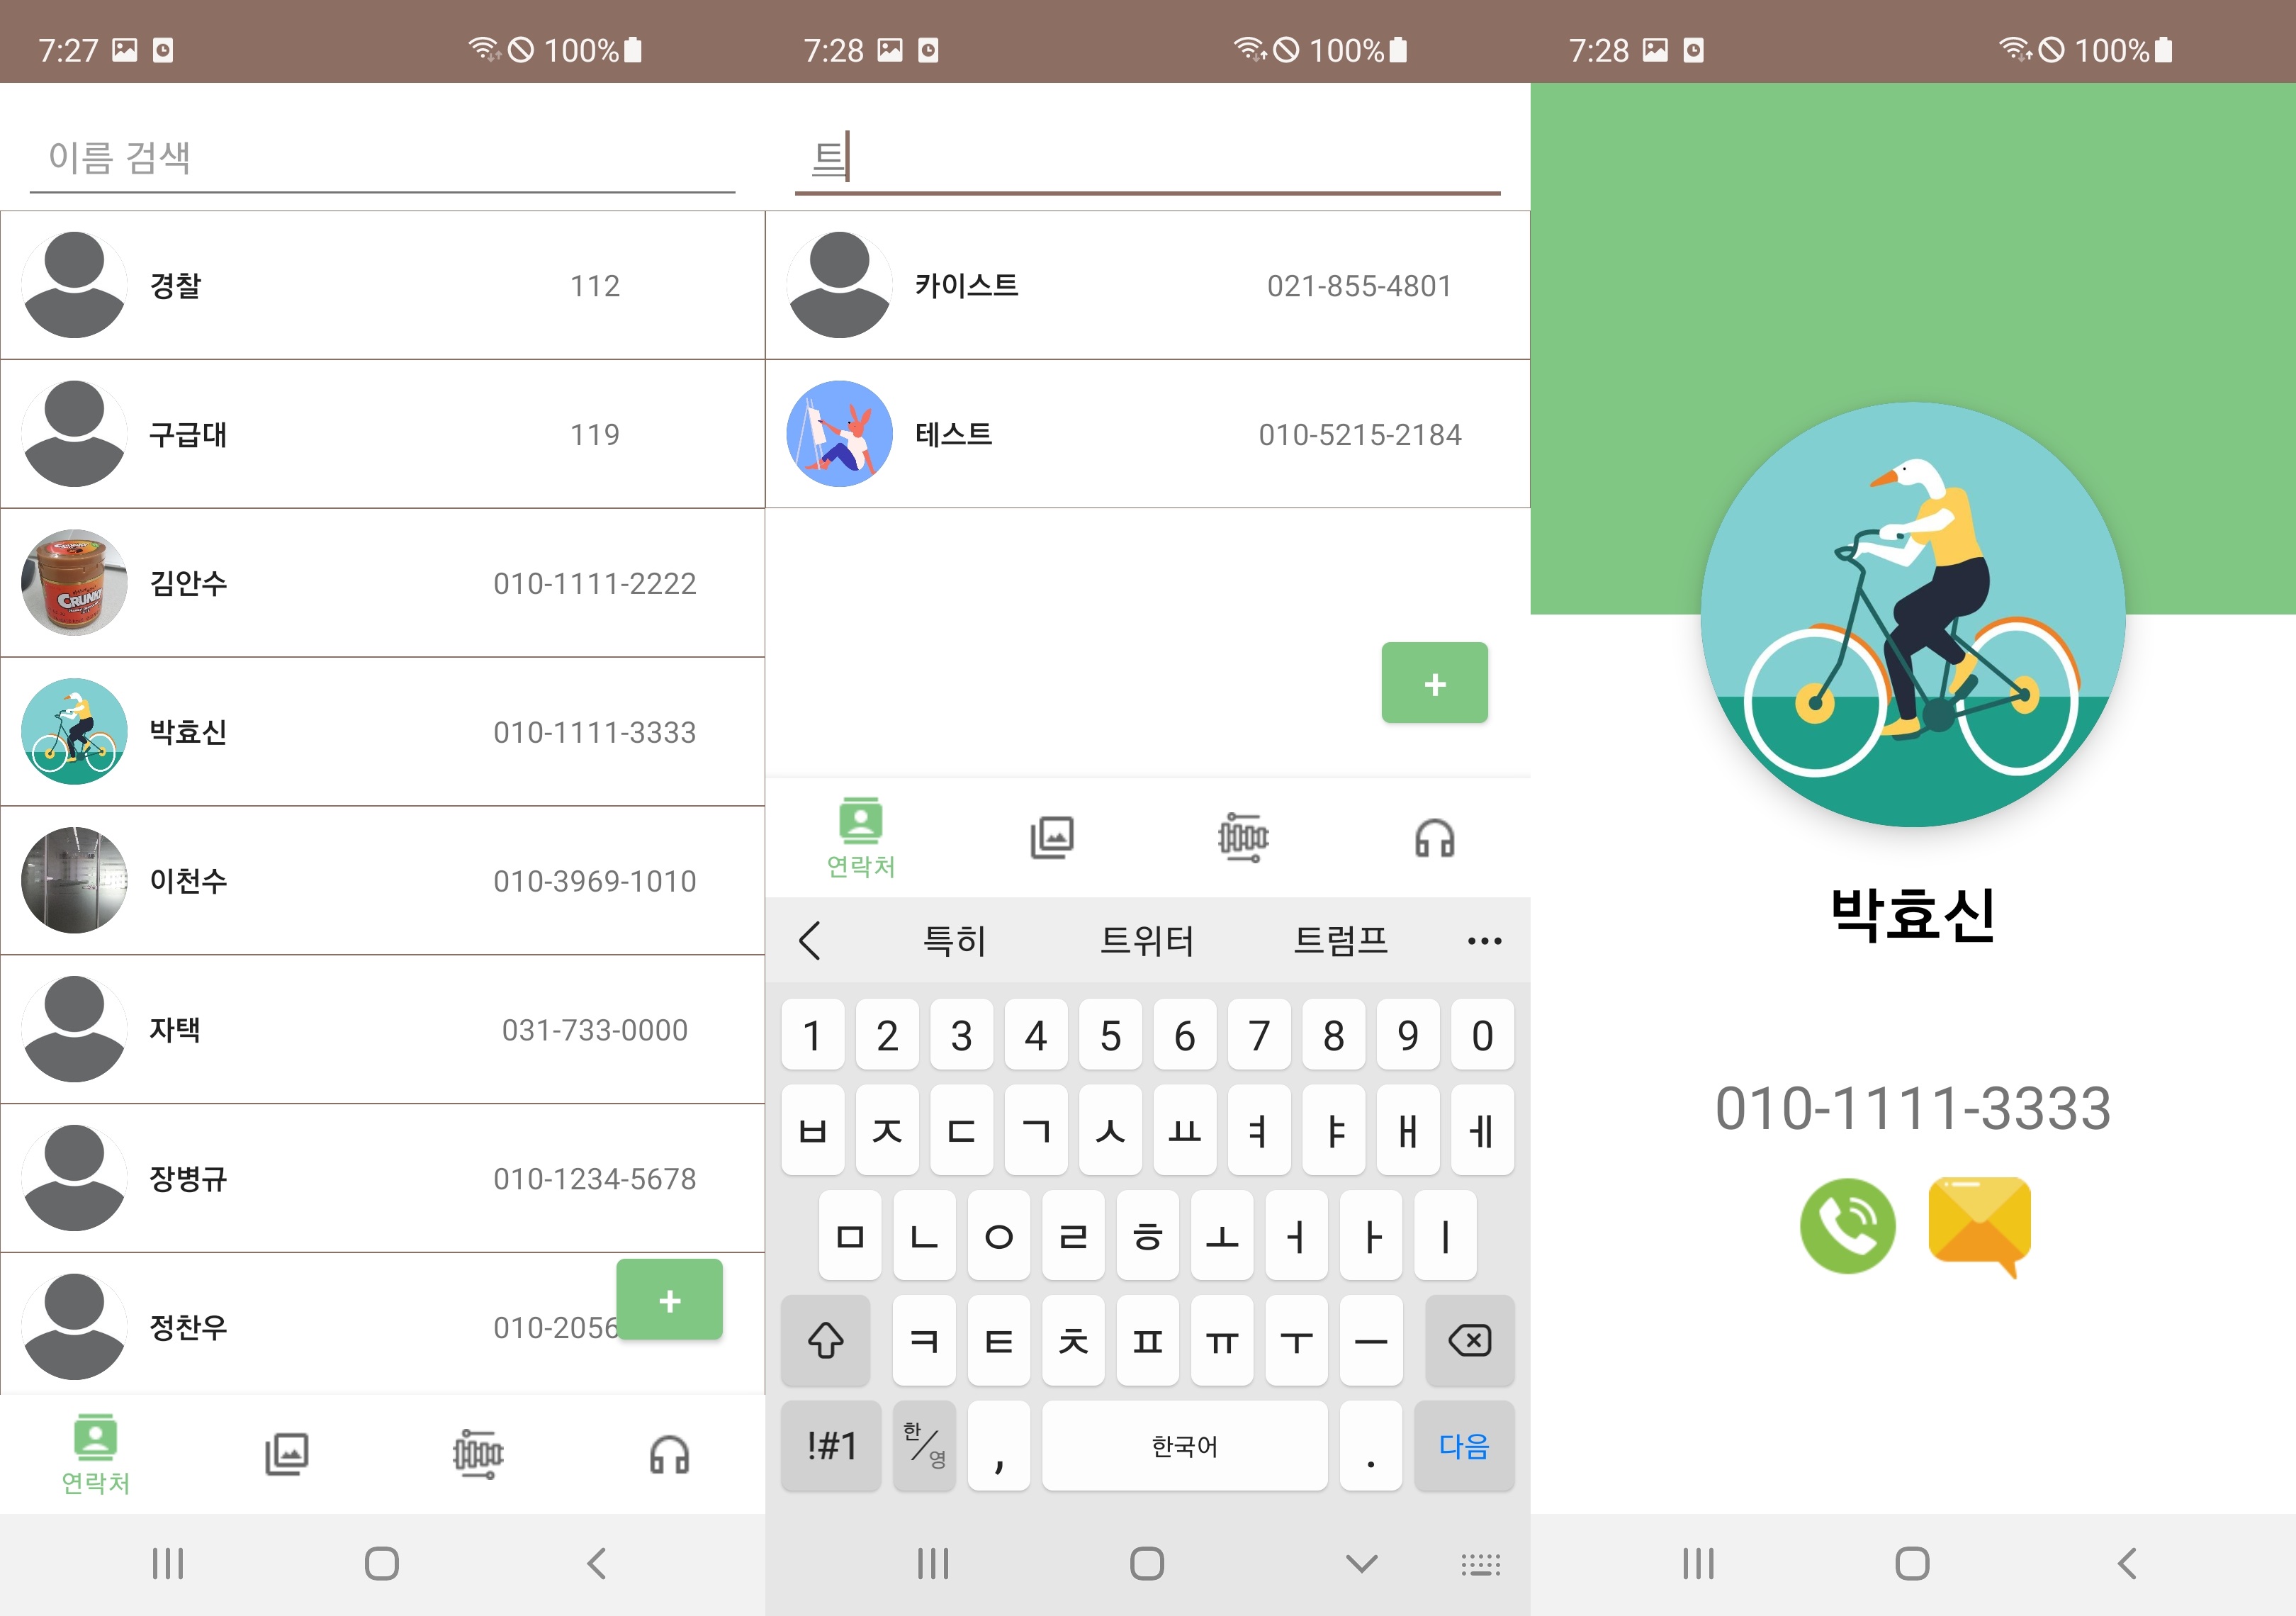 7:27 100%
이름 검색
경찰 112
구급대 119
CRUNKY
김안수 010-1111-2222
박효신 010-1111-3333
이천수 010-3969-1010
자택 031-733-0000
장병규 010-1234-5678
정찬우 010-2056
+
연락처
7:28 100%
트
카이스트 021-855-4801
테스트 010-5215-2184
+
연락처
특히 트위터 트럼프 •••
1 2 3 4 5 6 7 8 9 0
ㅂ ㅈ ㄷ ㄱ ㅅ ㅛ ㅕ ㅑ ㅐ ㅔ
ㅁ ㄴ ㅇ ㄹ ㅎ ㅗ ㅓ ㅏ ㅣ
ㅋ ㅌ ㅊ ㅍ ㅠ ㅜ ㅡ
!#1 한/영 , 한국어 . 다음
7:28 100%
박효신
010-1111-3333